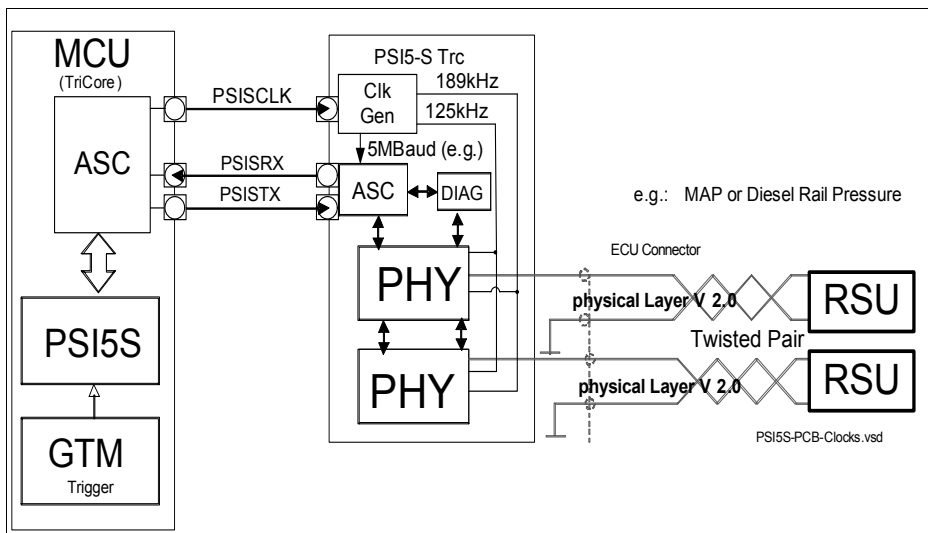 MCU
(TriCore)
ASC
PSI5S
GTM
Trigger
PSISCLK
PSISRX
PSISTX
PSI5-S Trc
189kHz
125kHz
Clk
Gen
5MBaud (e.g.)
ASC
DIAG
PHY
PHY
e.g.: MAP or Diesel Rail Pressure
ECU Connector
physical Layer V 2.0
RSU
Twisted Pair
physical Layer V 2.0
RSU
PSI5S-PCB-Clocks.vsd